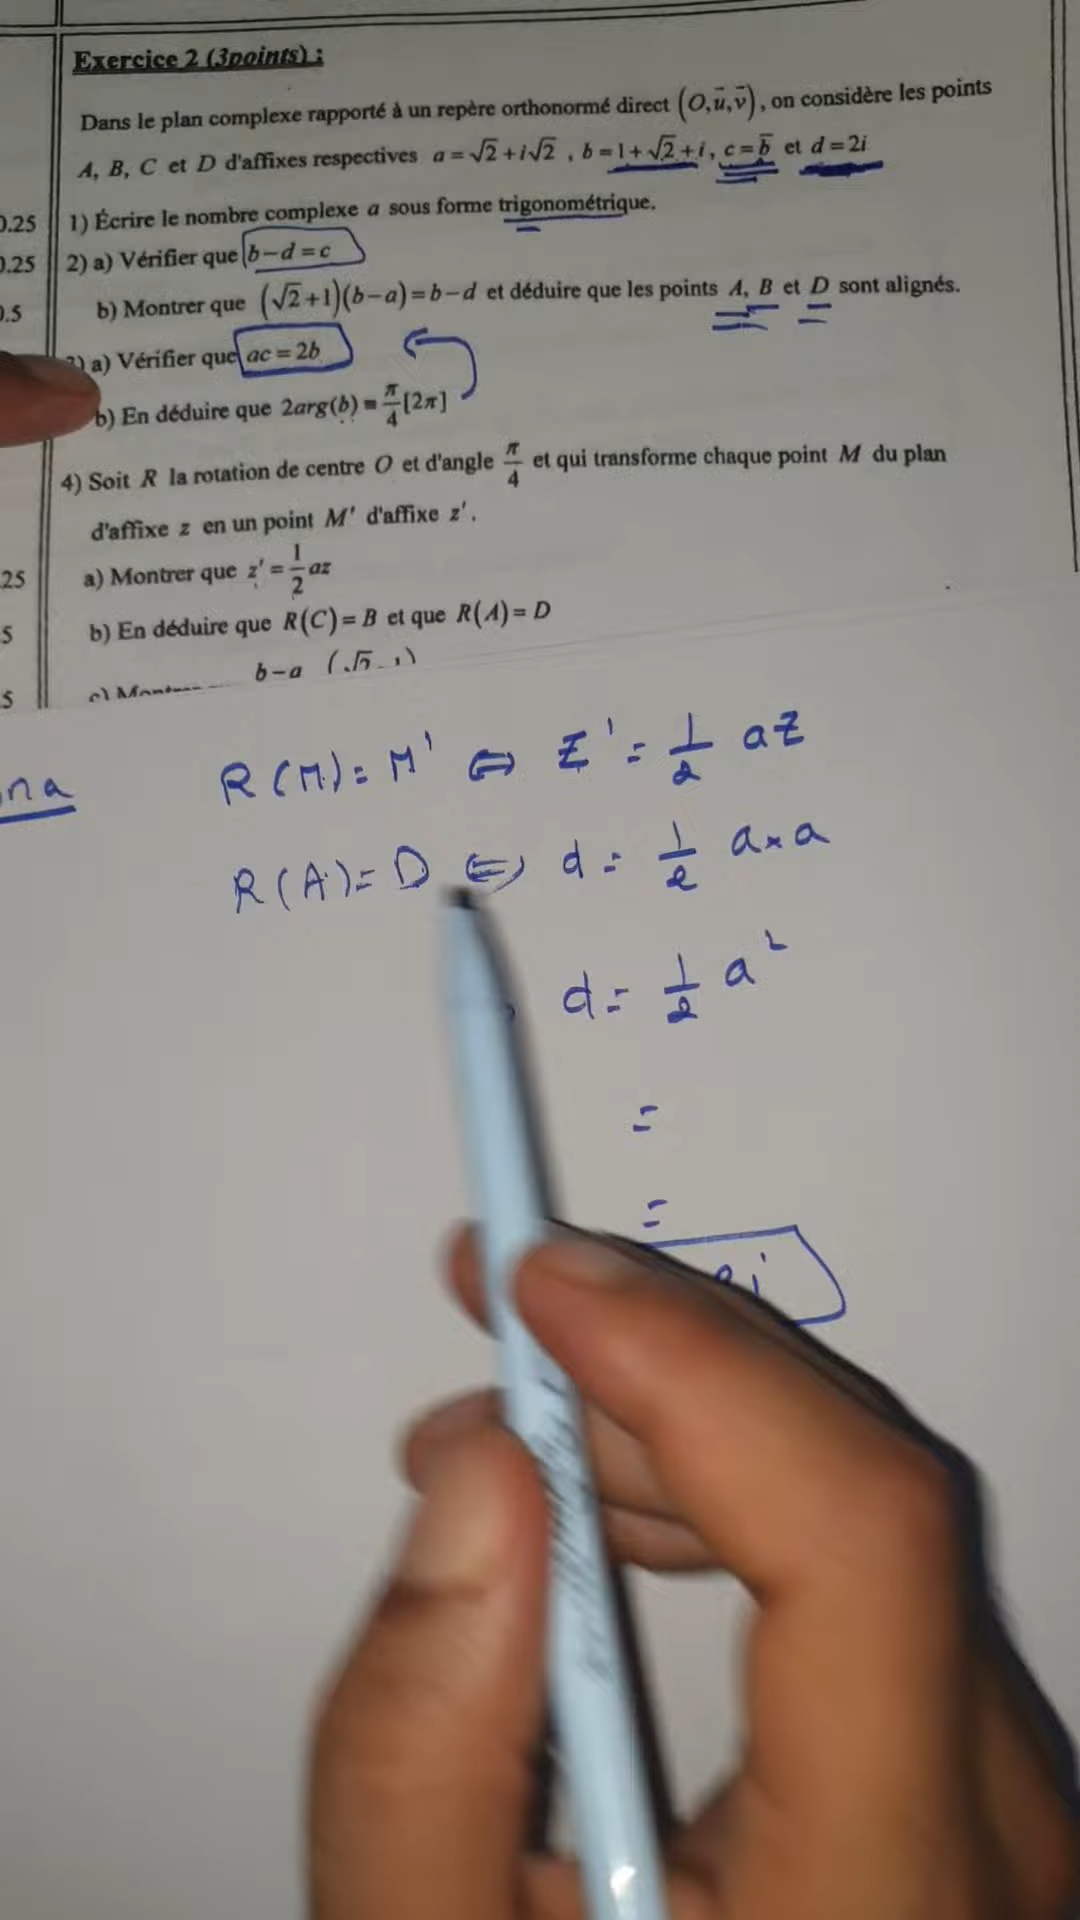 Exercice 2 (3points) :
Dans le plan complexe rapporté à un repère orthonormé direct (O,u⃗,v⃗), on considère les points
A, B, C et D d'affixes respectives a = √2 + i√2 , b = 1 + √2 + i , c = b̄ et d = 2i
0.25 1) Écrire le nombre complexe a sous forme trigonométrique.
0.25 2) a) Vérifier que b − d = c
0.5 b) Montrer que (√2 + 1)(b − a) = b − d et déduire que les points A, B et D sont alignés.
a) Vérifier que ac = 2b
b) En déduire que 2arg(b) ≡ π/4 [2π]
4) Soit R la rotation de centre O et d'angle π/4 et qui transforme chaque point M du plan
d'affixe z en un point M' d'affixe z'.
25 a) Montrer que z' = 1/2 az
5 b) En déduire que R(C) = B et que R(A) = D
5 c) b − a
na R(M) = M' ⇔ Z' = 1/2 aZ
R(A) = D ⇔ d = 1/2 a × a
d = 1/2 a²
=
=